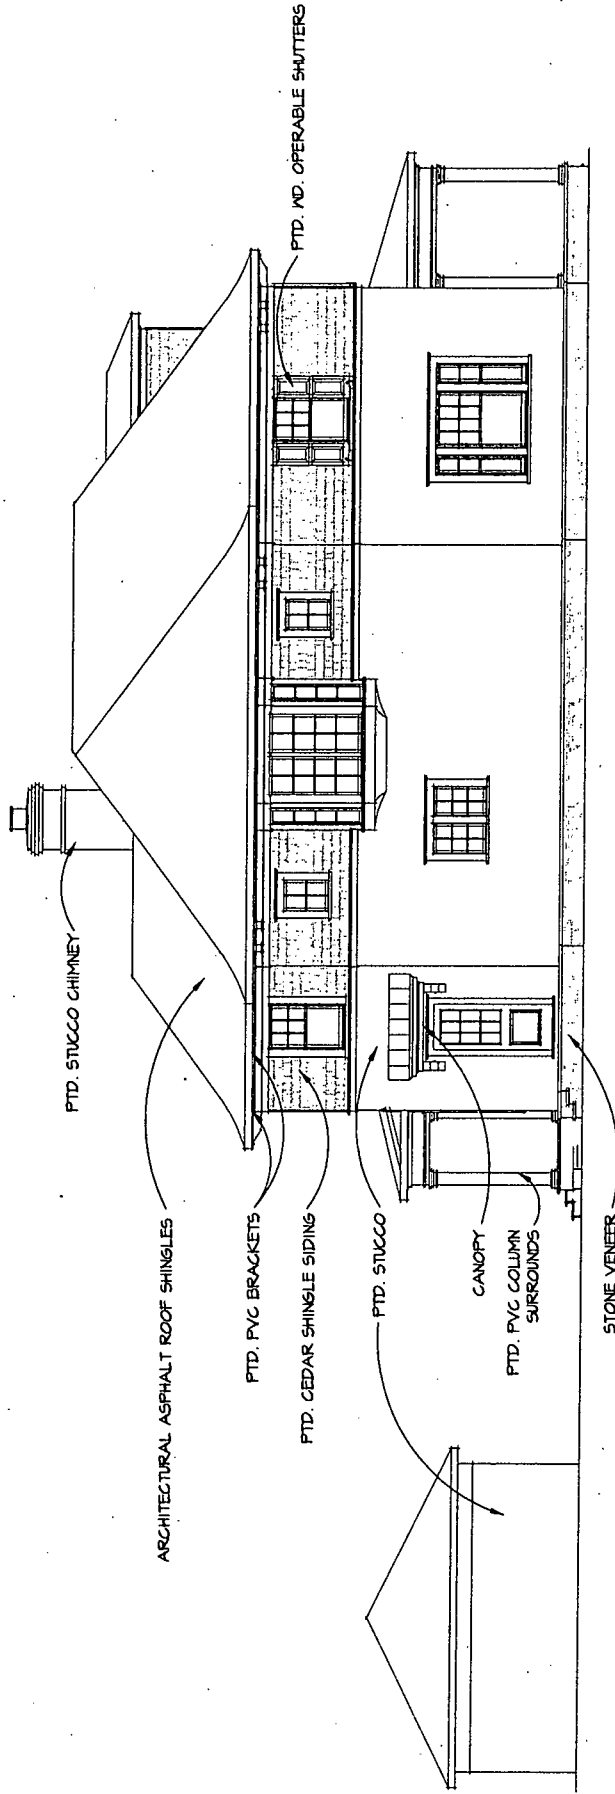 PTD. STUCCO CHIMNEY
ARCHITECTURAL ASPHALT ROOF SHINGLES
PTD. PVC BRACKETS
PTD. CEDAR SHINGLE SIDING
PTD. WD. OPERABLE SHUTTERS
PTD. STUCCO
CANOPY
PTD. PVC COLUMN
SURROUNDS
STONE VENEER